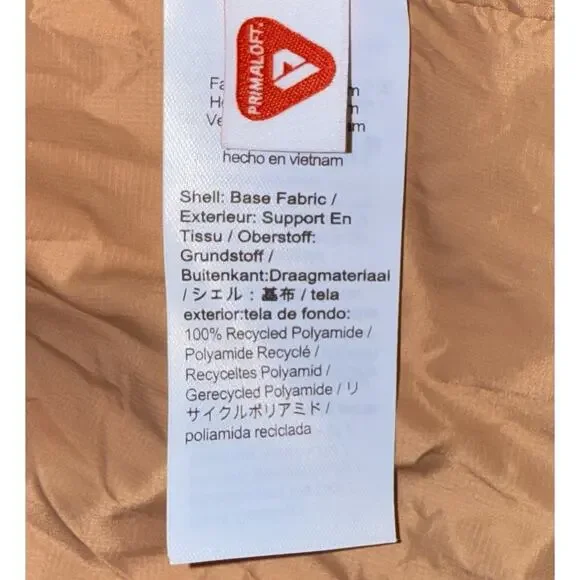 PRIMALOFT.
hecho en vietnam
Shell: Base Fabric /
Exterieur: Support En
Tissu / Oberstoff:
Grundstoff /
Buitenkant:Draagmateriaal
/ シェル : 基布 / tela
exterior:tela de fondo:
100% Recycled Polyamide /
Polyamide Recyclé /
Recyceltes Polyamid /
Gerecycled Polyamide / リ
サイクルポリアミド /
poliamida reciclada